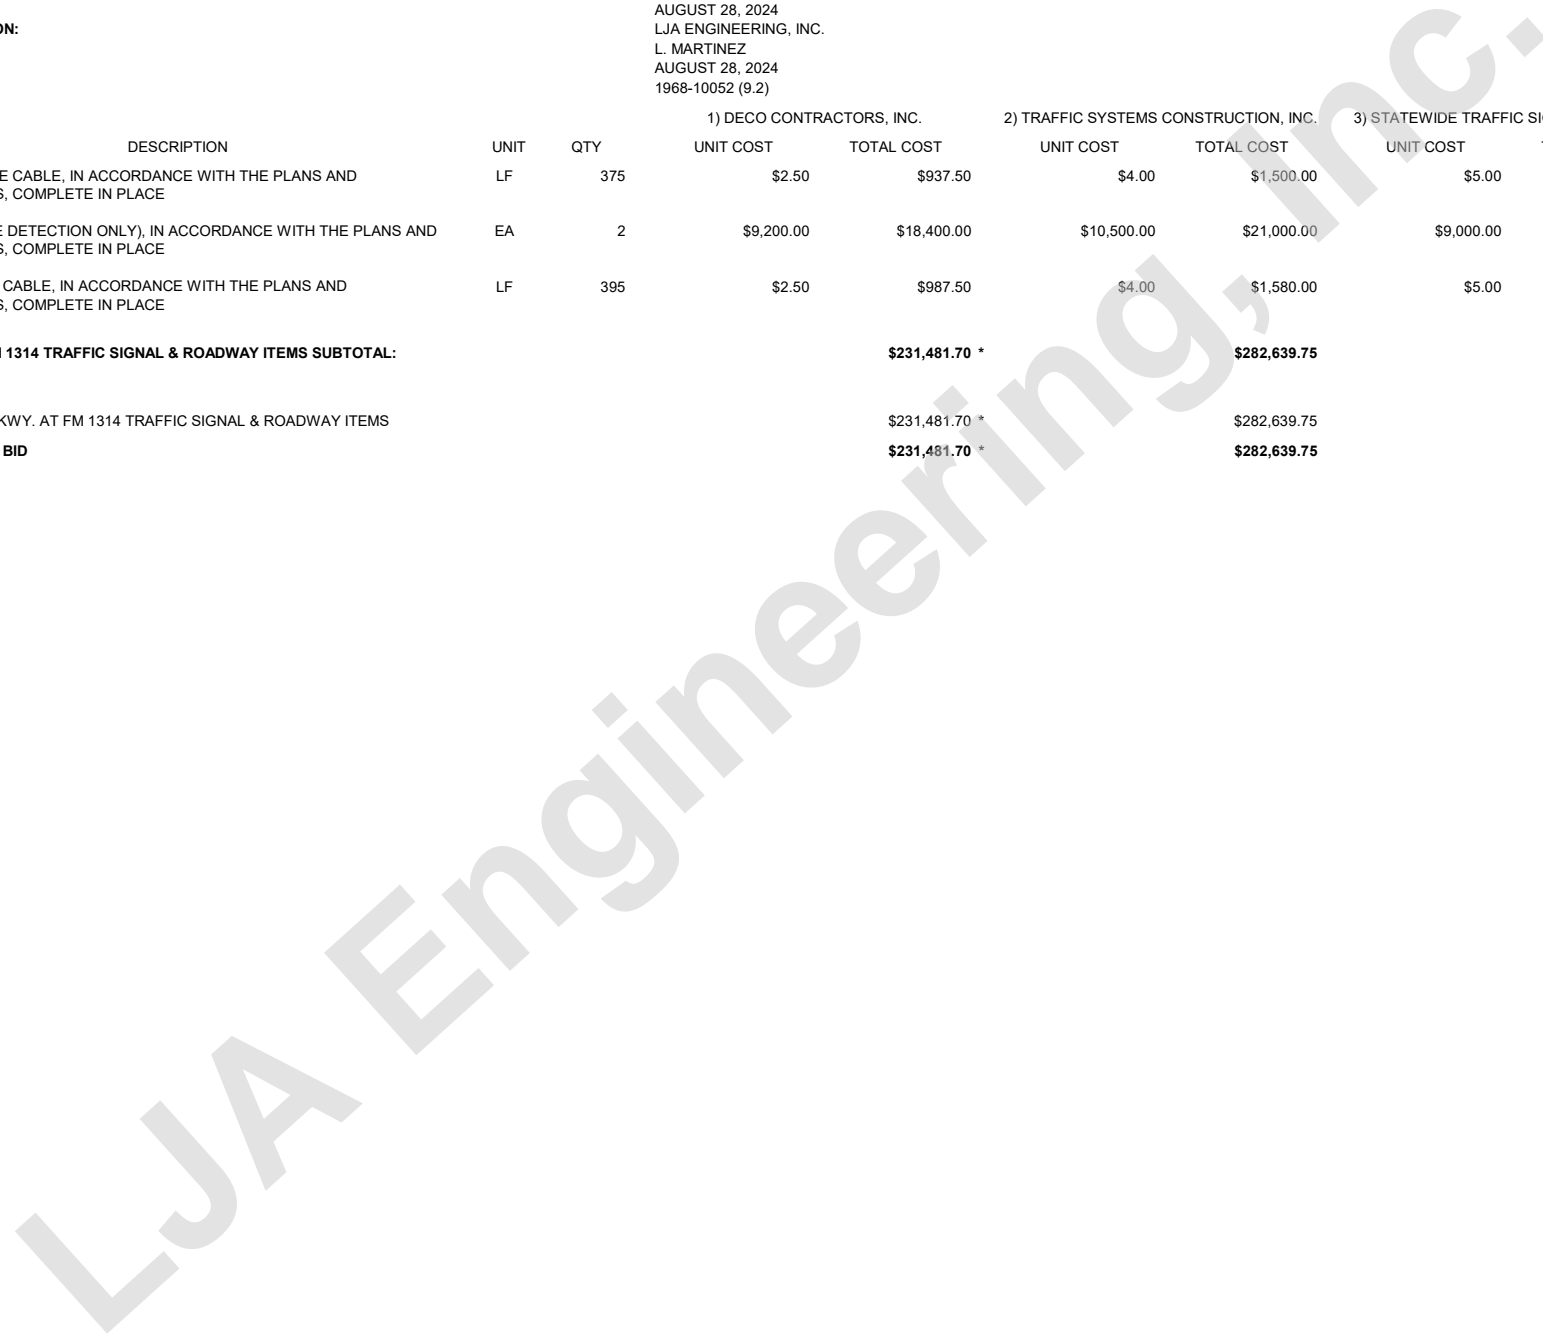 AUGUST 28, 2024
ON: LJA ENGINEERING, INC.
L. MARTINEZ
AUGUST 28, 2024
1968-10052 (9.2)
1) DECO CONTRACTORS, INC. 2) TRAFFIC SYSTEMS CONSTRUCTION, INC. 3) STATEWIDE TRAFFIC SI
DESCRIPTION UNIT QTY UNIT COST TOTAL COST UNIT COST TOTAL COST UNIT COST
E CABLE, IN ACCORDANCE WITH THE PLANS AND LF 375 $2.50 $937.50 $4.00 $1,500.00 $5.00
S, COMPLETE IN PLACE
E DETECTION ONLY), IN ACCORDANCE WITH THE PLANS AND EA 2 $9,200.00 $18,400.00 $10,500.00 $21,000.00 $9,000.00
S, COMPLETE IN PLACE
CABLE, IN ACCORDANCE WITH THE PLANS AND LF 395 $2.50 $987.50 $4.00 $1,580.00 $5.00
S, COMPLETE IN PLACE
1314 TRAFFIC SIGNAL & ROADWAY ITEMS SUBTOTAL: $231,481.70 * $282,639.75
KWY. AT FM 1314 TRAFFIC SIGNAL & ROADWAY ITEMS $231,481.70 * $282,639.75
BID $231,481.70 * $282,639.75
LJA Engineering, Inc.